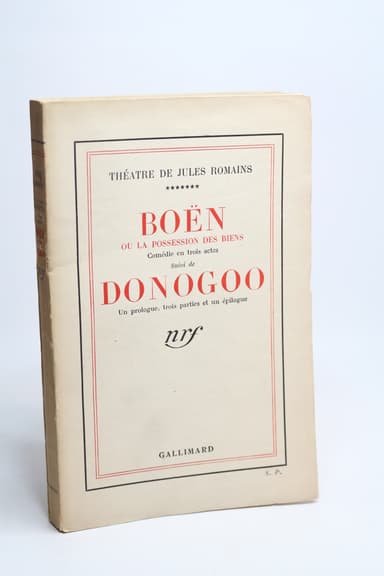 THÉATRE DE JULES ROMAINS
*******
BOËN
OU LA POSSESSION DES BIENS
Comédie en trois actes
Suivi de
DONOGOO
Un prologue, trois parties et un épilogue
nrf
GALLIMARD
S. P.